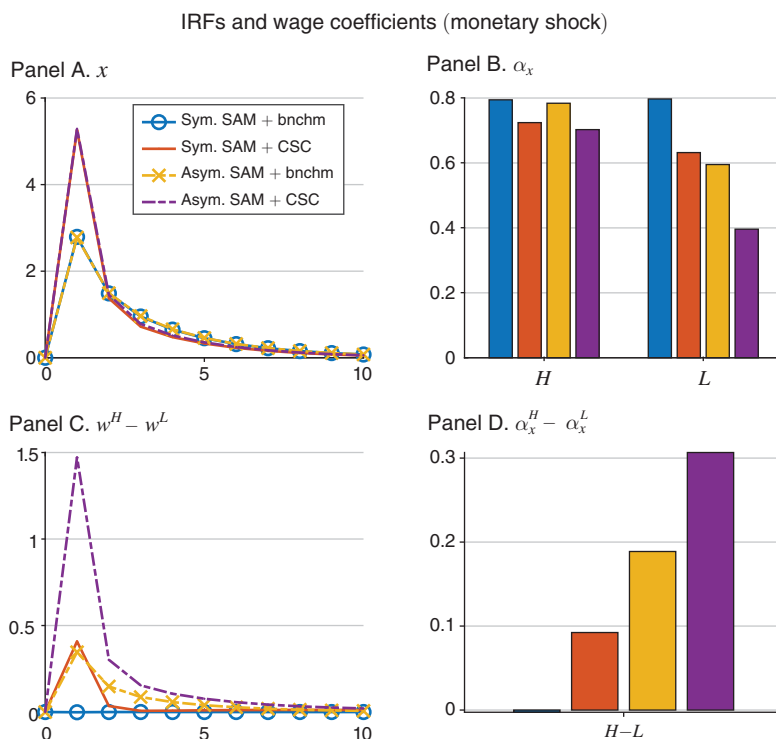 IRFs and wage coefficients (monetary shock)
Panel A. x
6
4
2
0
0
5
10
Sym. SAM + bnchm
Sym. SAM + CSC
Asym. SAM + bnchm
Asym. SAM + CSC
Panel B. αₓ
0.8
0.6
0.4
0.2
0
H
L
Panel C. wᴴ − wᴸ
1.5
1
0.5
0
0
5
10
Panel D. αₓᴴ − αₓᴸ
0.3
0.2
0.1
0
H−L